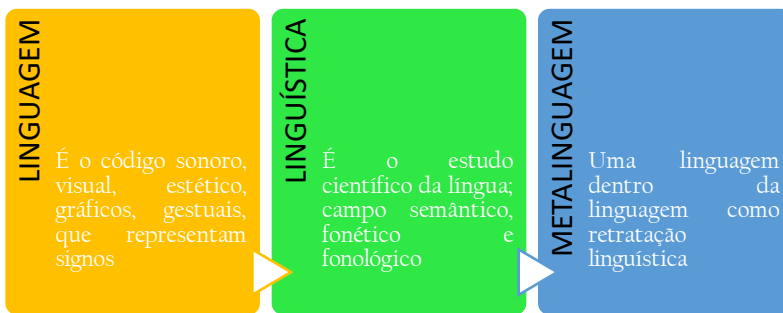 LINGUAGEM
É o código sonoro,
visual, estético,
gráficos, gestuais,
que representam
signos
LINGUÍSTICA
É o estudo
científico da língua;
campo semântico,
fonético e
fonológico
METALINGUAGEM
Uma linguagem
dentro da
linguagem como
retratação
linguística